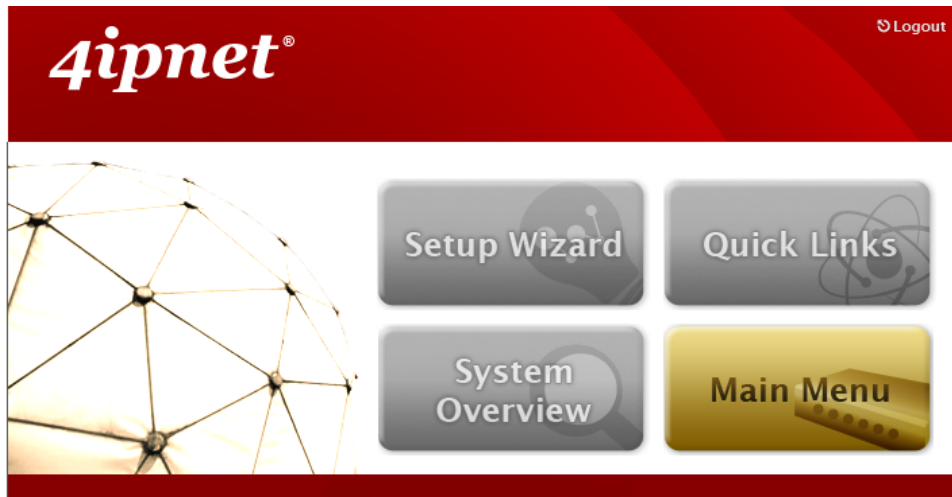 4ipnet®
Logout
Setup Wizard
Quick Links
System
Overview
Main Menu